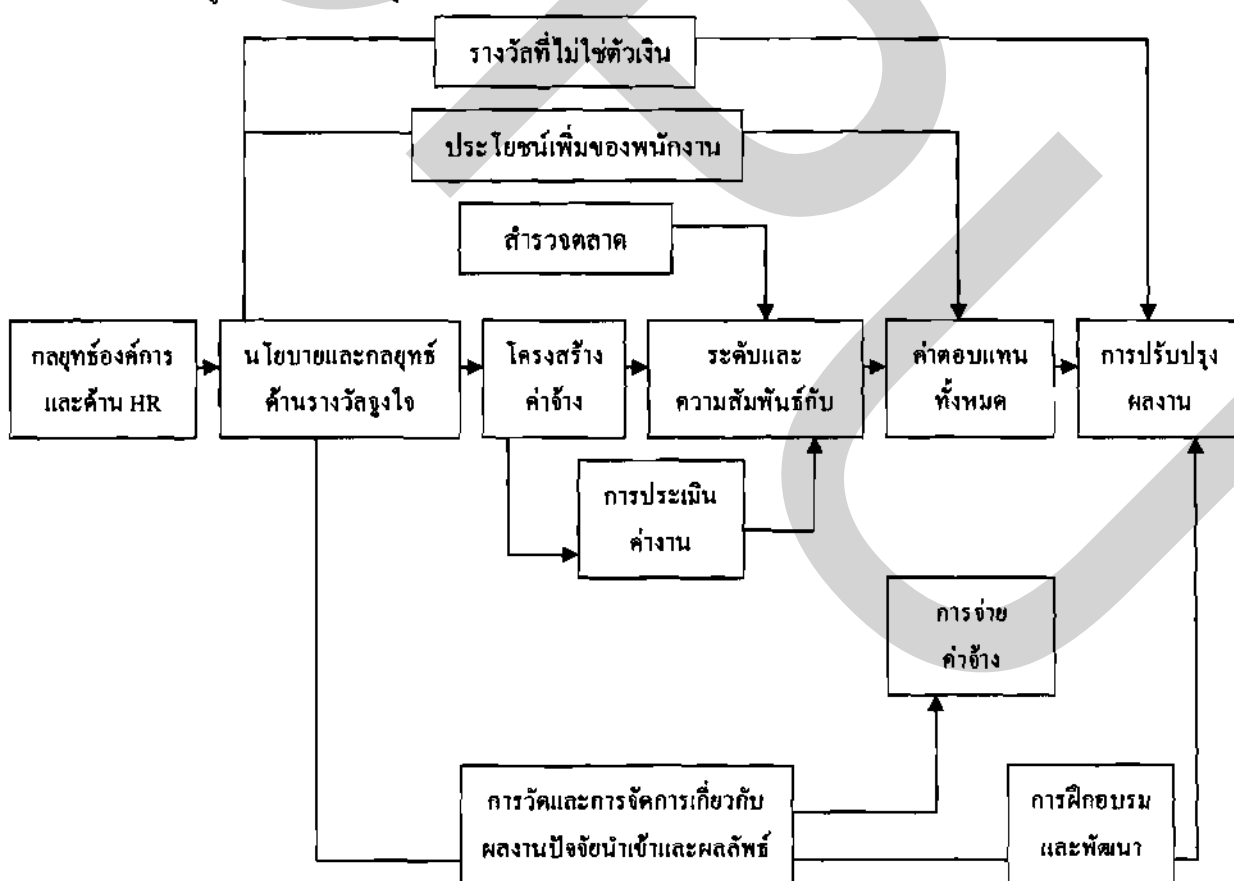 รางวัลที่ไม่ใช่ตัวเงิน
ประโยชน์เพิ่มของพนักงาน
สำรวจตลาด
กลยุทธ์องค์การ
และด้าน HR
นโยบายและกลยุทธ์
ด้านรางวัลจูงใจ
โครงสร้าง
ค่าจ้าง
ระดับและ
ความสัมพันธ์กับ
ค่าตอบแทน
ทั้งหมด
การปรับปรุง
ผลงาน
การประเมิน
ค่างาน
การจ่าย
ค่าจ้าง
การวัดและการจัดการเกี่ยวกับ
ผลงานปัจจัยนำเข้าและผลลัพธ์
การฝึกอบรม
และพัฒนา